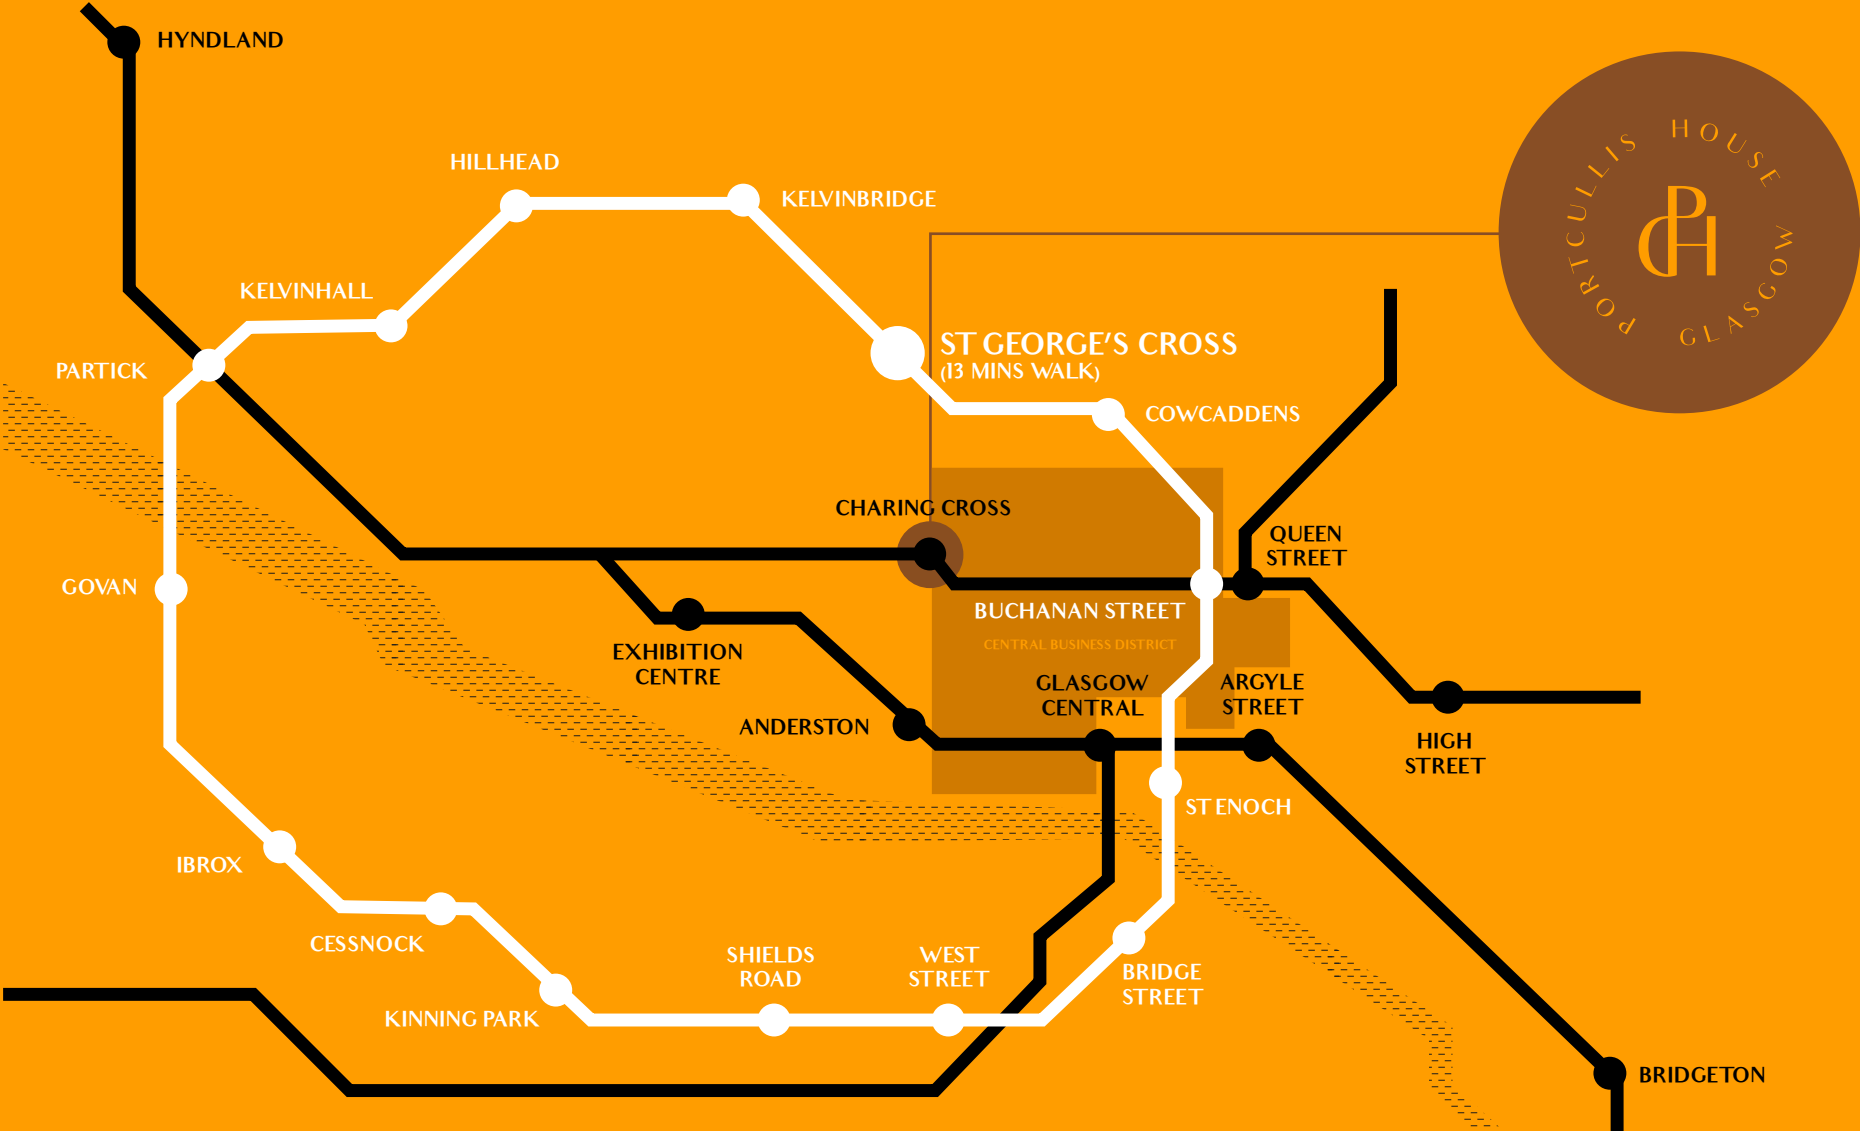 HYNDLAND
PORTCULLIS HOUSE
GLASGOW
PH
HILLHEAD
KELVINBRIDGE
KELVINHALL
ST GEORGE'S CROSS
(13 MINS WALK)
PARTICK
COWCADDENS
CHARING CROSS
QUEEN
STREET
GOVAN
BUCHANAN STREET
CENTRAL BUSINESS DISTRICT
EXHIBITION
CENTRE
GLASGOW
CENTRAL
ARGYLE
STREET
ANDERSTON
HIGH
STREET
ST ENOCH
IBROX
CESSNOCK
SHIELDS
ROAD
WEST
STREET
BRIDGE
STREET
KINNING PARK
BRIDGETON